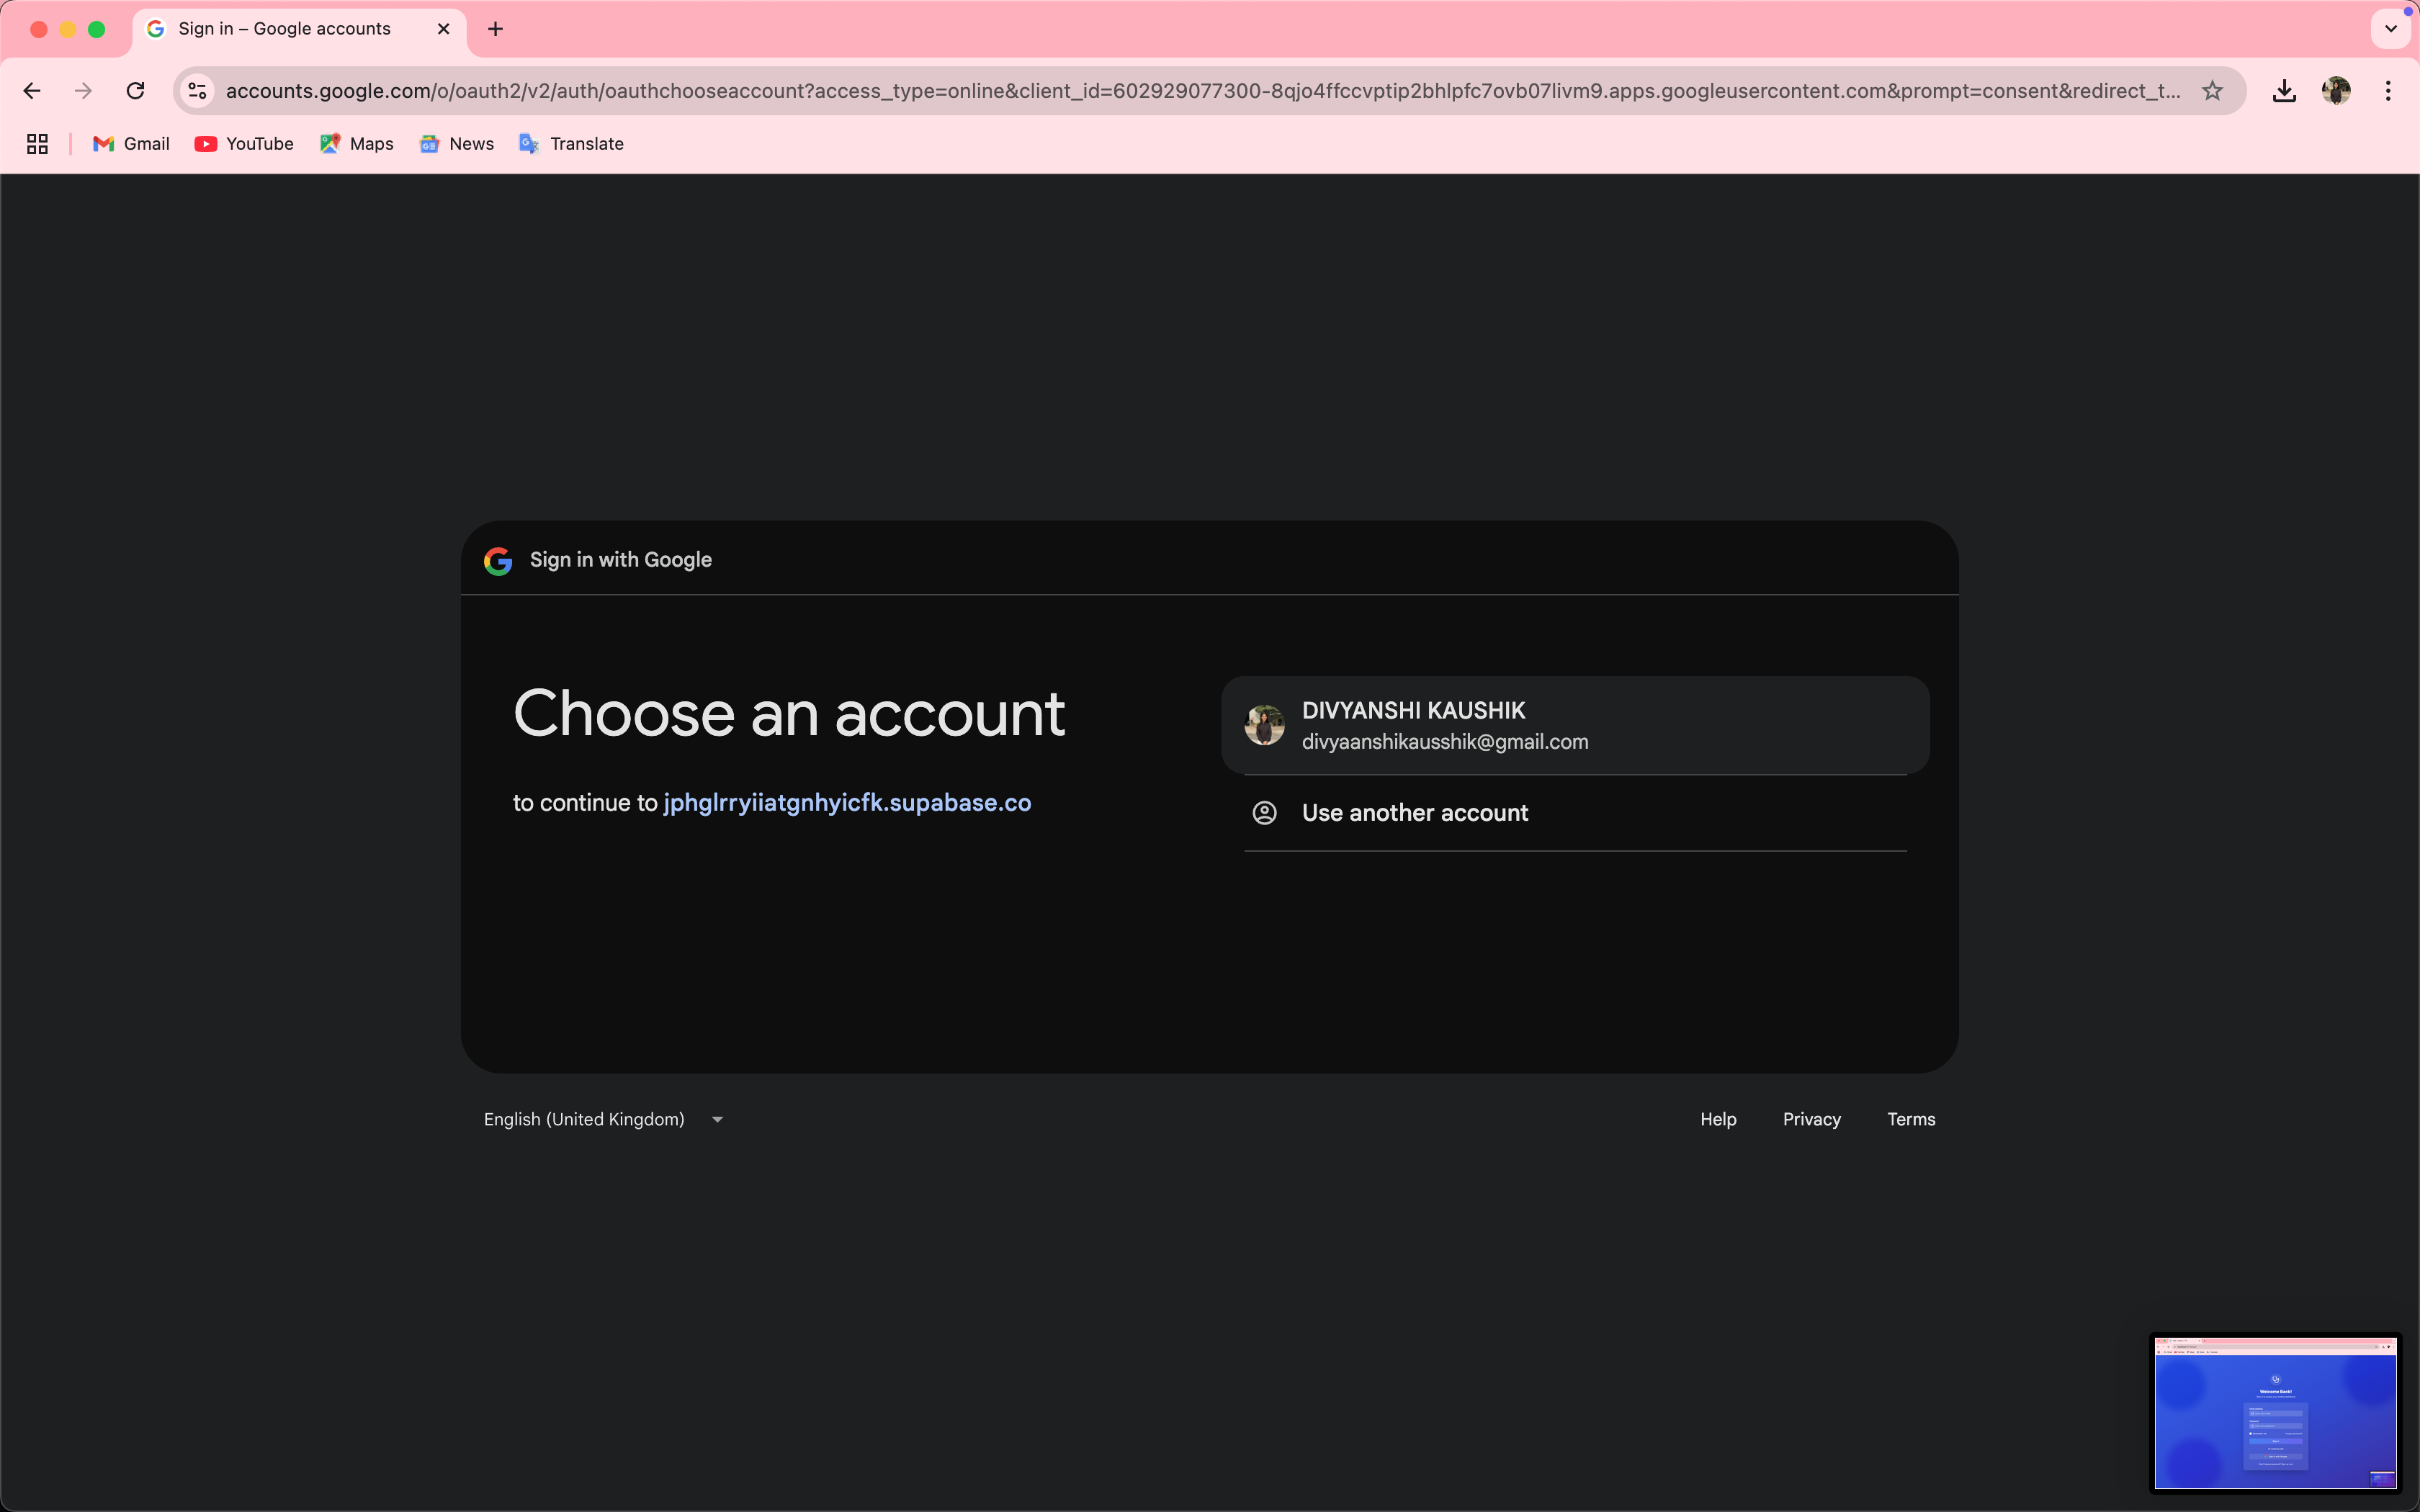 Sign in – Google accounts
accounts.google.com/o/oauth2/v2/auth/oauthchooseaccount?access_type=online&client_id=602929077300-8qjo4ffccvptip2bhlpfc7ovb07livm9.apps.googleusercontent.com&prompt=consent&redirect_t...
Gmail YouTube Maps News Translate
Sign in with Google
Choose an account
to continue to jphglrryiiatgnhyicfk.supabase.co
DIVYANSHI KAUSHIK
divyaanshikausshik@gmail.com
Use another account
English (United Kingdom) Help Privacy Terms
Welcome Back!